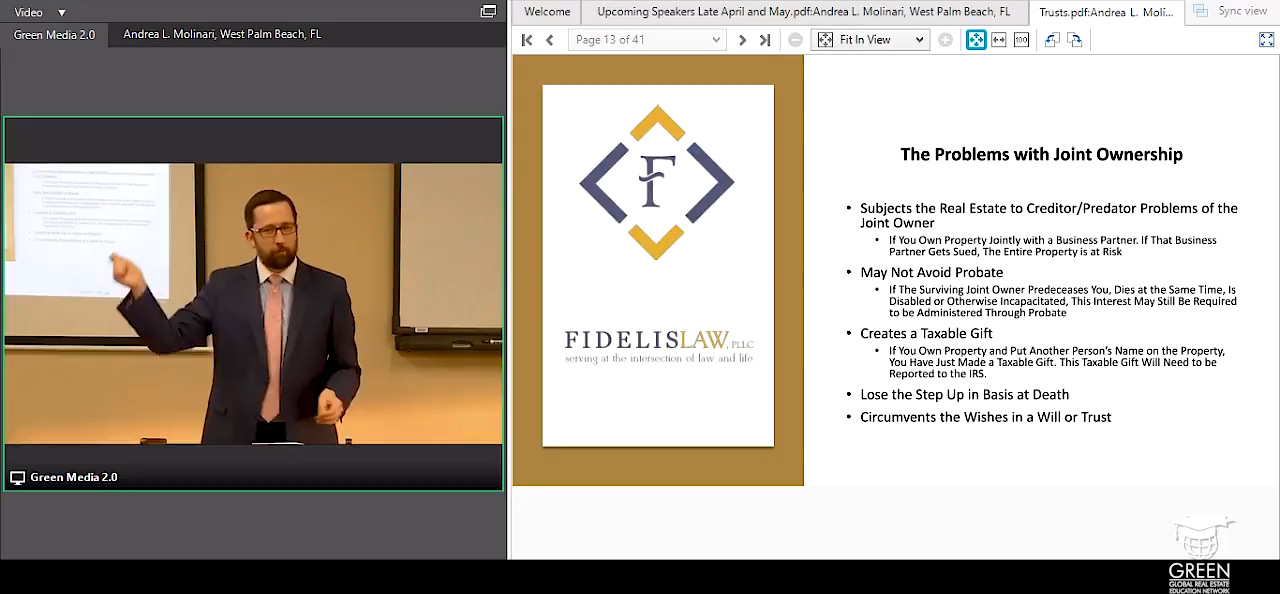 Video
Green Media 2.0
Andrea L. Molinari, West Palm Beach, FL
Green Media 2.0
Welcome
Upcoming Speakers Late April and May.pdf:Andrea L. Molinari, West Palm Beach, FL
Trusts.pdf:Andrea L. Moli...
Sync view
Page 13 of 41
Fit In View
100
F
FIDELISLAW, PLLC
serving at the intersection of law and life
The Problems with Joint Ownership
• Subjects the Real Estate to Creditor/Predator Problems of the
Joint Owner
• If You Own Property Jointly with a Business Partner. If That Business
Partner Gets Sued, The Entire Property is at Risk
• May Not Avoid Probate
• If The Surviving Joint Owner Predeceases You, Dies at the Same Time, Is
Disabled or Otherwise Incapacitated, This Interest May Still Be Required
to be Administered Through Probate
• Creates a Taxable Gift
• If You Own Property and Put Another Person's Name on the Property,
You Have Just Made a Taxable Gift. This Taxable Gift Will Need to be
Reported to the IRS.
• Lose the Step Up in Basis at Death
• Circumvents the Wishes in a Will or Trust
GREEN
GLOBAL REAL ESTATE
EDUCATION NETWORK